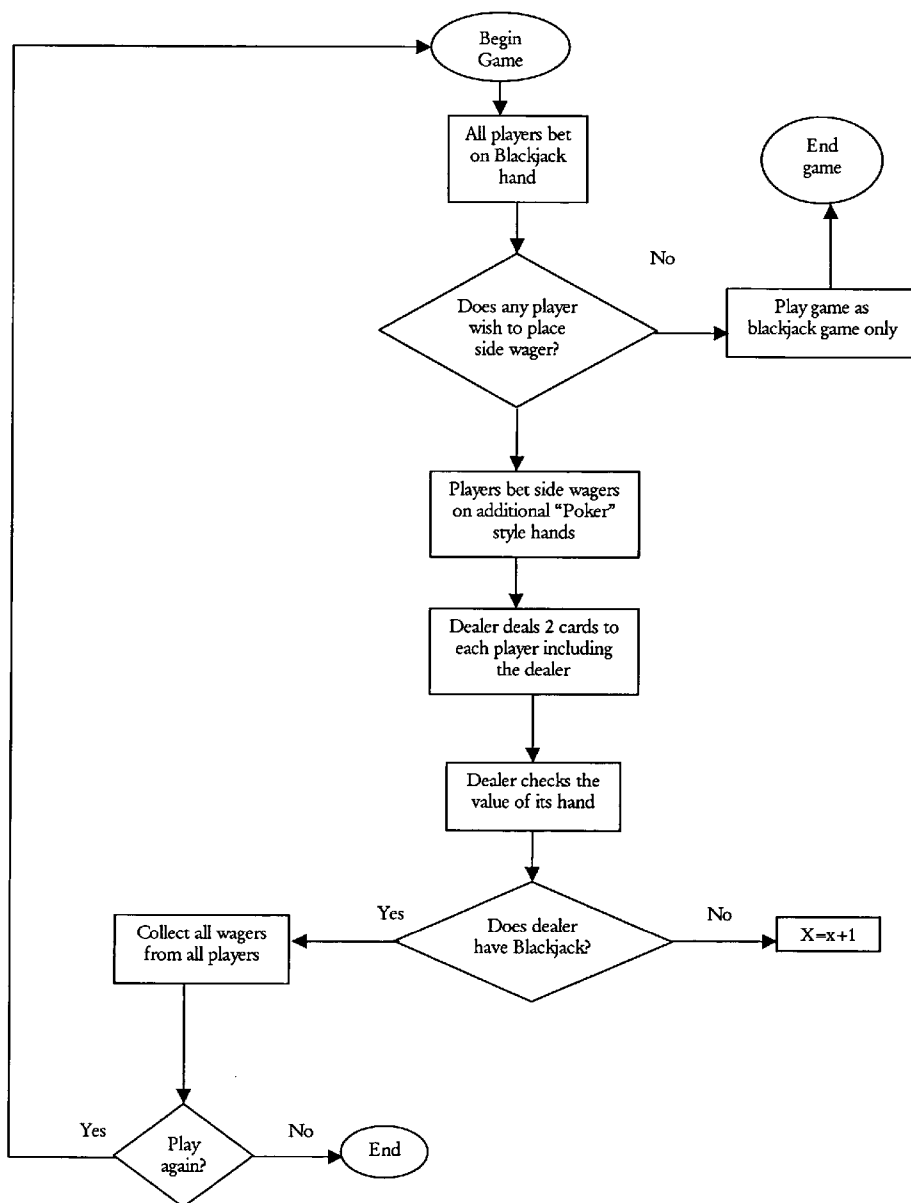 Begin
Game
All players bet
on Blackjack
hand
End
game
No
Does any player
wish to place
side wager?
Play game as
blackjack game only
Players bet side wagers
on additional “Poker”
style hands
Dealer deals 2 cards to
each player including
the dealer
Dealer checks the
value of its hand
Yes
Does dealer
have Blackjack?
No
Collect all wagers
from all players
X=x+1
Yes
Play
again?
No
End